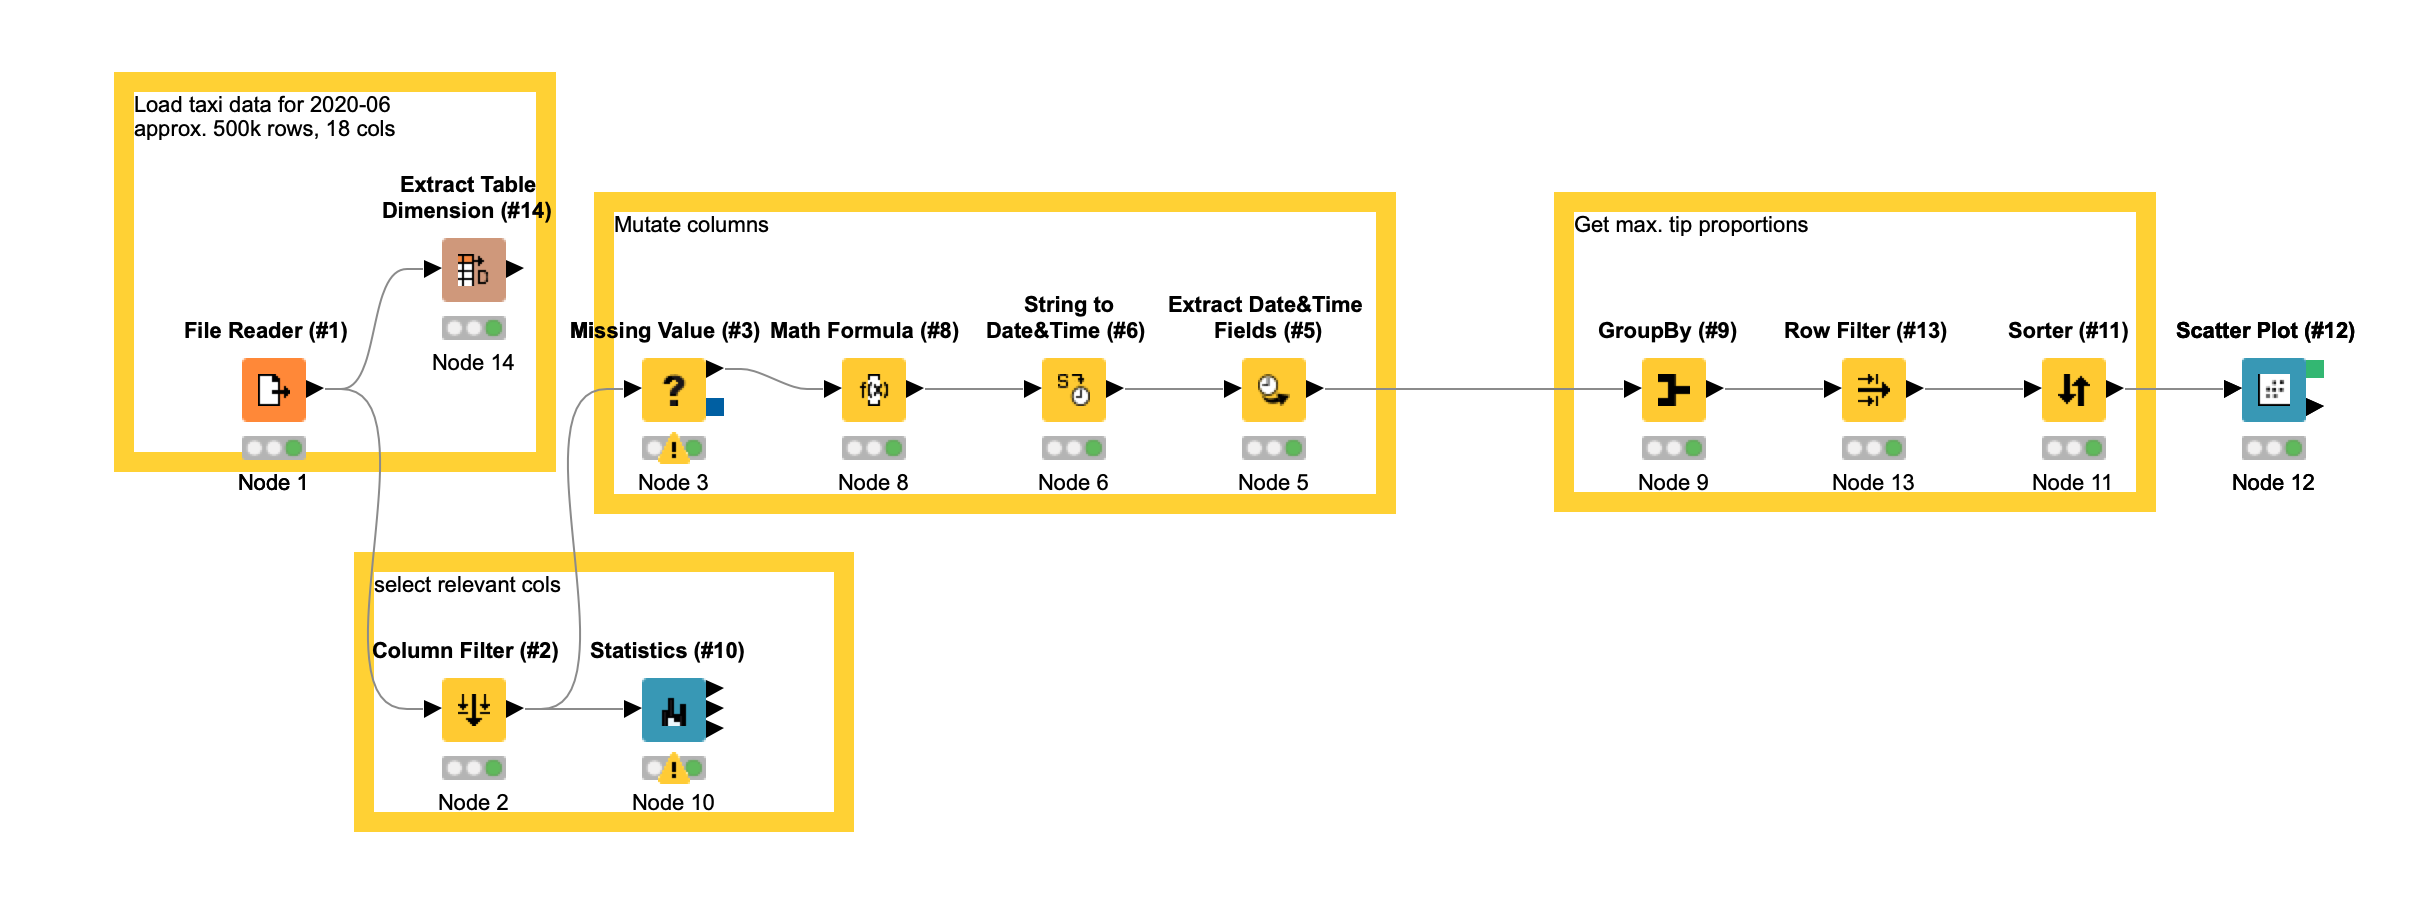 Load taxi data for 2020-06
approx. 500k rows, 18 cols
Extract Table
Dimension (#14)
Node 14
File Reader (#1)
Node 1
Mutate columns
Missing Value (#3)
Node 3
Math Formula (#8)
f(x)
Node 8
String to
Date&Time (#6)
Node 6
Extract Date&Time
Fields (#5)
Node 5
Get max. tip proportions
GroupBy (#9)
Node 9
Row Filter (#13)
Node 13
Sorter (#11)
Node 11
Scatter Plot (#12)
Node 12
select relevant cols
Column Filter (#2)
Node 2
Statistics (#10)
Node 10